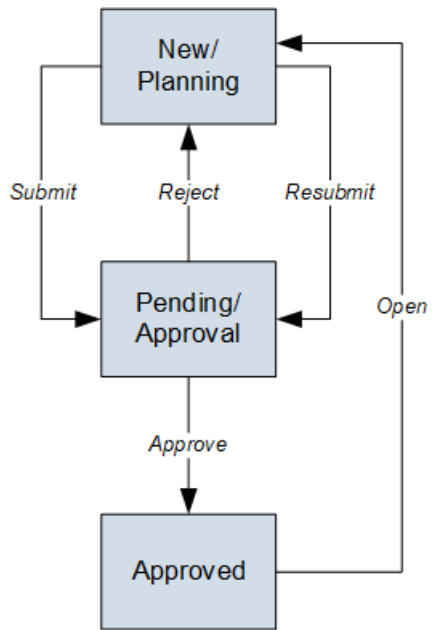 New/
Planning
Submit
Reject
Resubmit
Pending/
Approval
Open
Approve
Approved